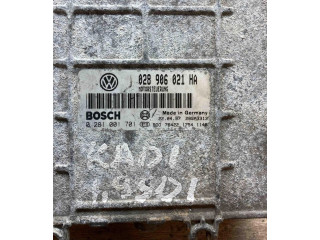 028 906 021 HA
MOTORSTEUERUNG
BOSCH
Made in Germany
0 281 001 701
KADI
1.9SDI